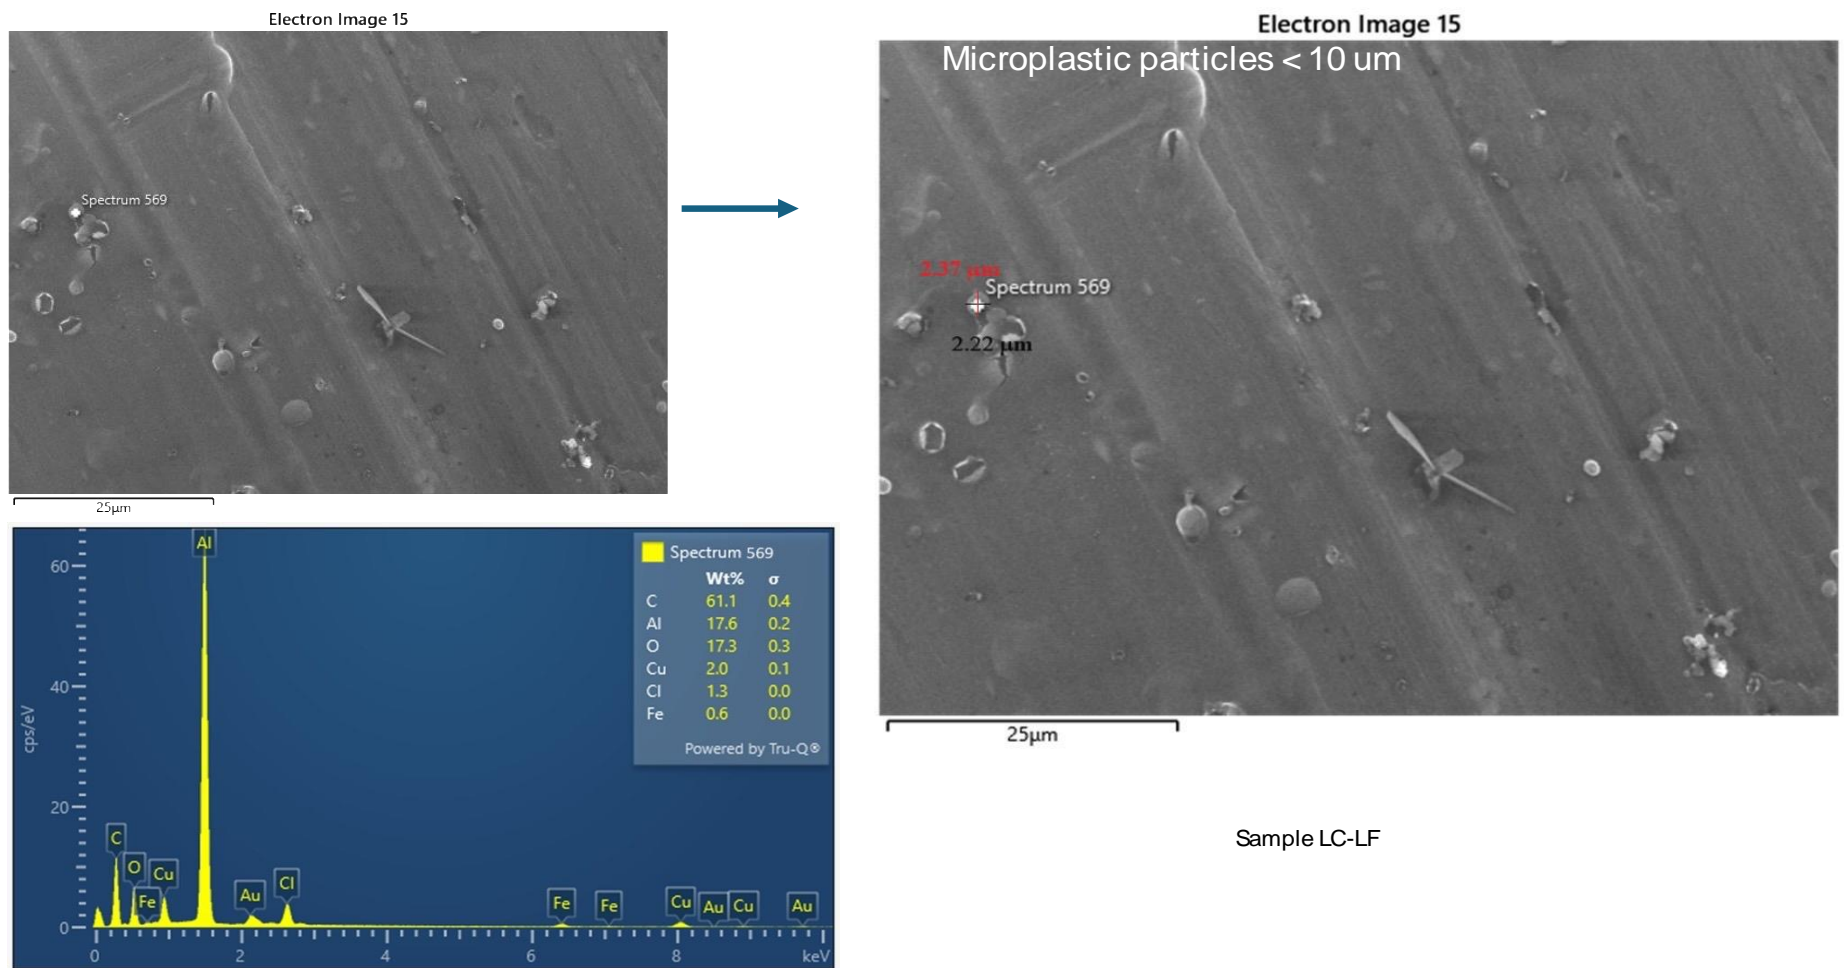 Electron Image 15
Spectrum 569
25µm
Electron Image 15
Microplastic particles < 10 um
2.37 µm
Spectrum 569
2.22 µm
25µm
Sample LC-LF
Spectrum 569
Wt% σ
C 61.1 0.4
Al 17.6 0.2
O 17.3 0.3
Cu 2.0 0.1
Cl 1.3 0.0
Fe 0.6 0.0
Powered by Tru-Q®
cps/eV
60
40
20
0
Al
C
O
Fe
Cu
Au
Cl
Fe
Fe
Cu
Au
Cu
Au
0 2 4 6 8 keV